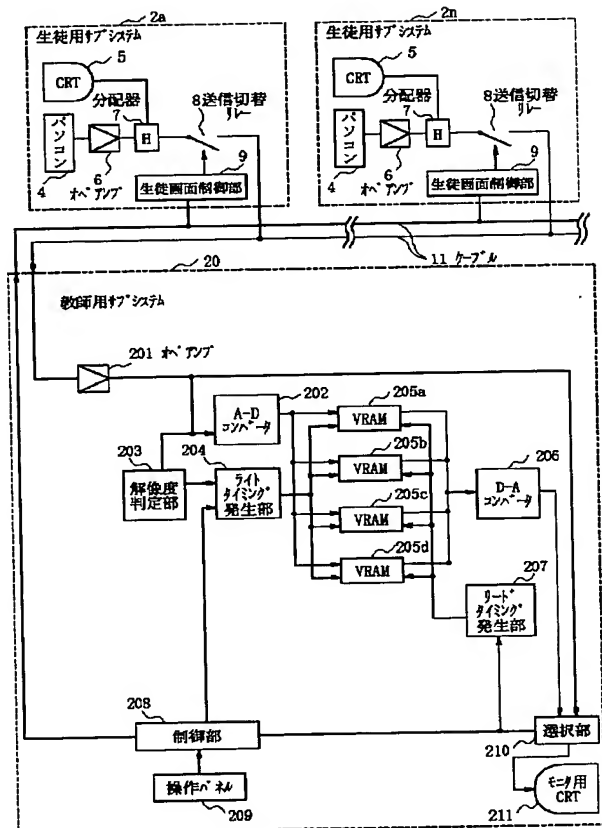 2a
生徒用サブシステム
5
CRT
分配器
7
H
8送信切替
リレー
パソコン
4
6
オペアンプ
9
生徒画面制御部
2n
生徒用サブシステム
5
CRT
分配器
7
H
8送信切替
リレー
パソコン
4
6
オペアンプ
9
生徒画面制御部
11 ケーブル
20
教師用サブシステム
201 オペアンプ
202
A-D
コンバータ
203
解像度
判定部
204
ライト
タイミング
発生部
205a
VRAM
205b
VRAM
205c
VRAM
205d
VRAM
206
D-A
コンバータ
207
リード
タイミング
発生部
208
制御部
操作パネル
209
選択部
210
モニタ用
CRT
211